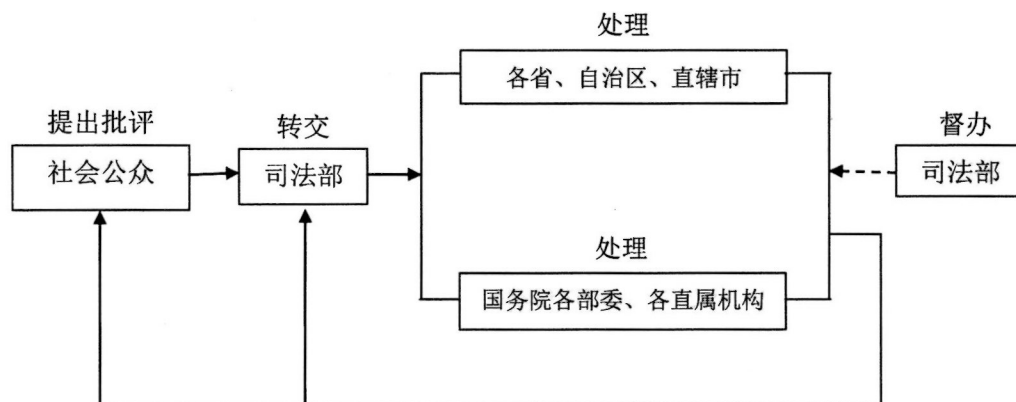 处理
各省、自治区、直辖市
提出批评
转交
督办
社会公众
司法部
司法部
处理
国务院各部委、各直属机构